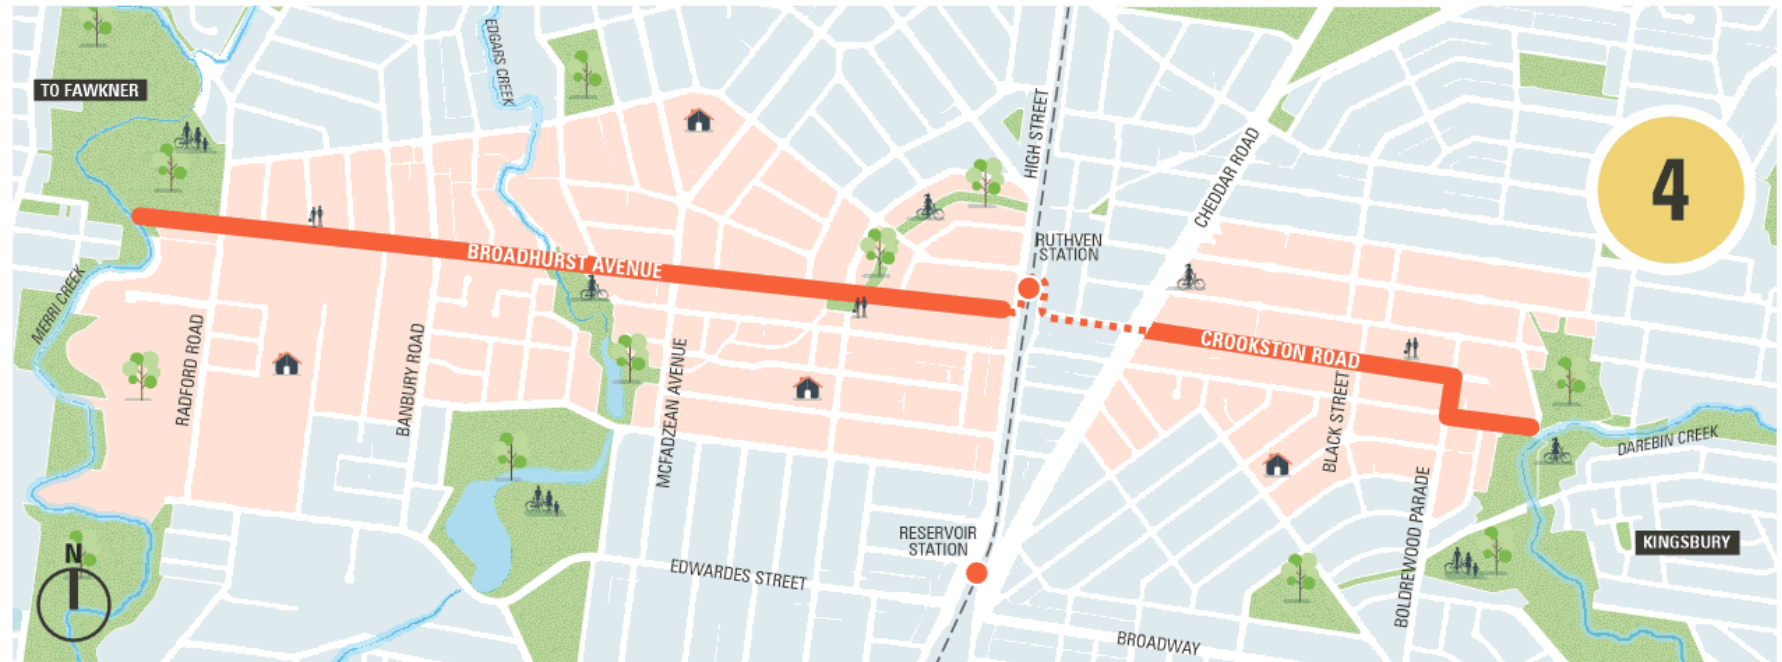 TO FAWKNER
EDGARS CREEK
HIGH STREET
CHEDDAR ROAD
4
RUTHVEN
STATION
BROADHURST AVENUE
MERRI CREEK
RADFORD ROAD
BANBURY ROAD
MCFADZEAN AVENUE
CROOKSTON ROAD
BLACK STREET
DAREBIN CREEK
BOLDREWOOD PARADE
RESERVOIR
STATION
KINGSBURY
N
EDWARDES STREET
BROADWAY